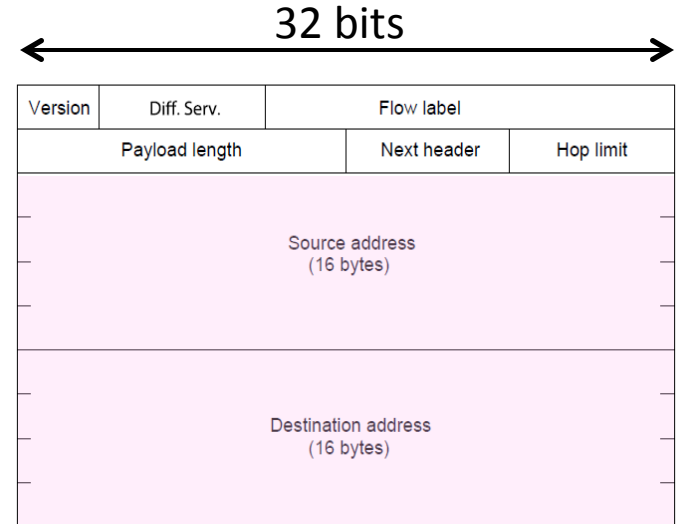 32 bits
Version Diff. Serv. Flow label
Payload length Next header Hop limit
Source address
(16 bytes)
Destination address
(16 bytes)